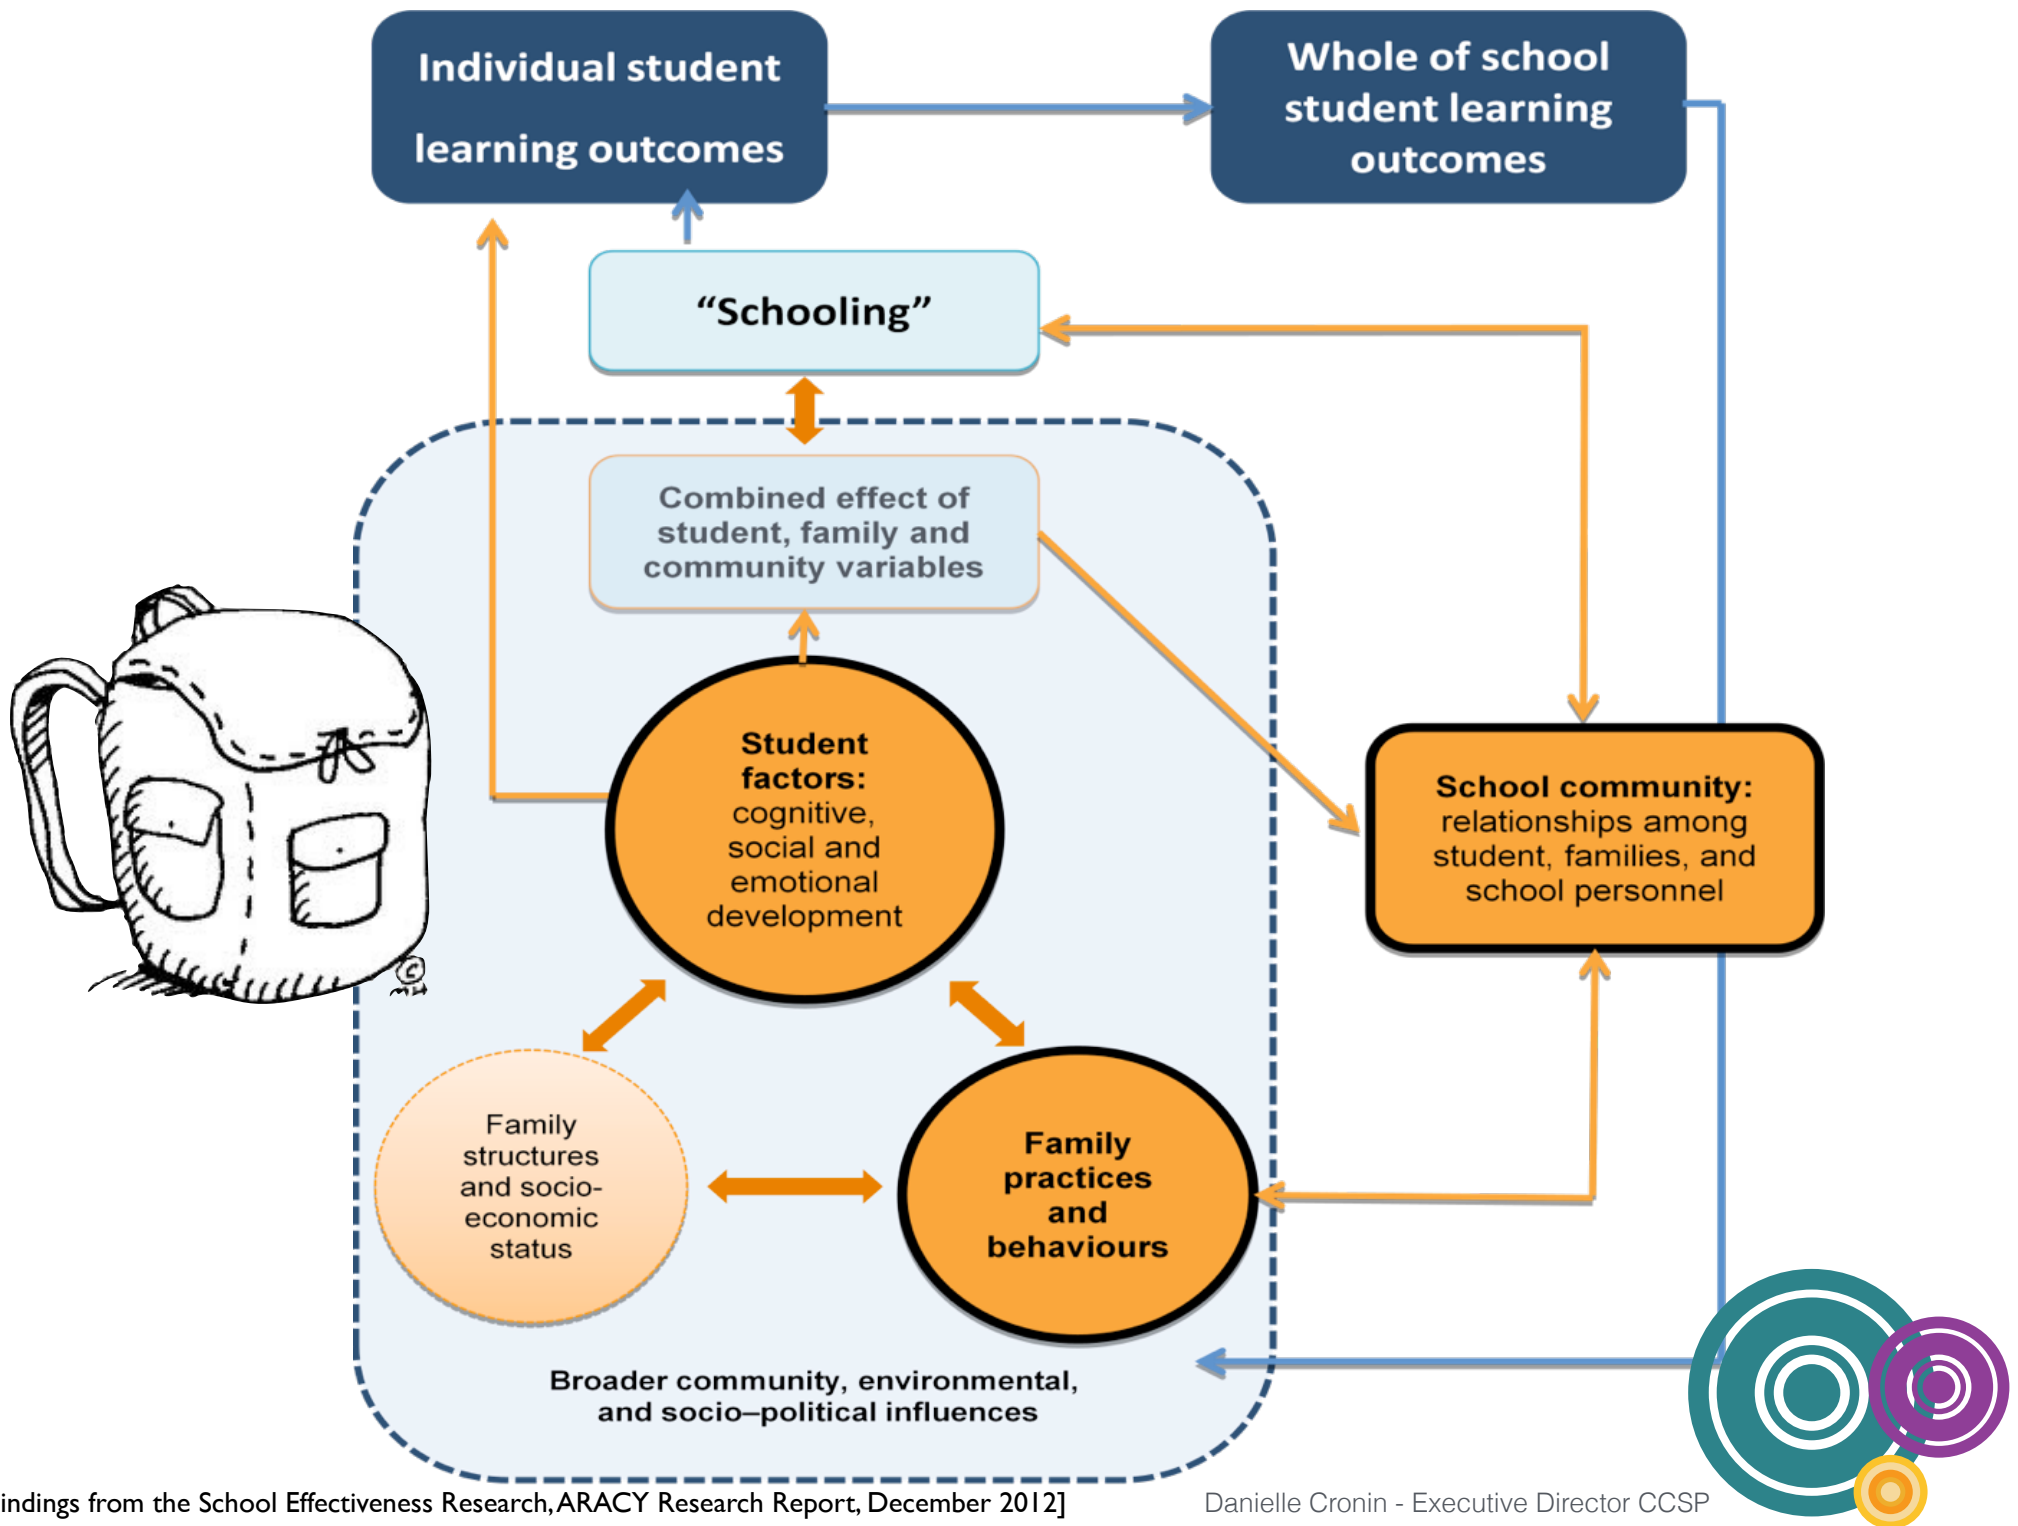 Individual student
learning outcomes
Whole of school
student learning
outcomes
“Schooling”
Combined effect of
student, family and
community variables
Student
factors:
cognitive,
social and
emotional
development
School community:
relationships among
student, families, and
school personnel
Family
structures
and socio-
economic
status
Family
practices
and
behaviours
Broader community, environmental,
and socio–political influences
indings from the School Effectiveness Research, ARACY Research Report, December 2012]
Danielle Cronin - Executive Director CCSP